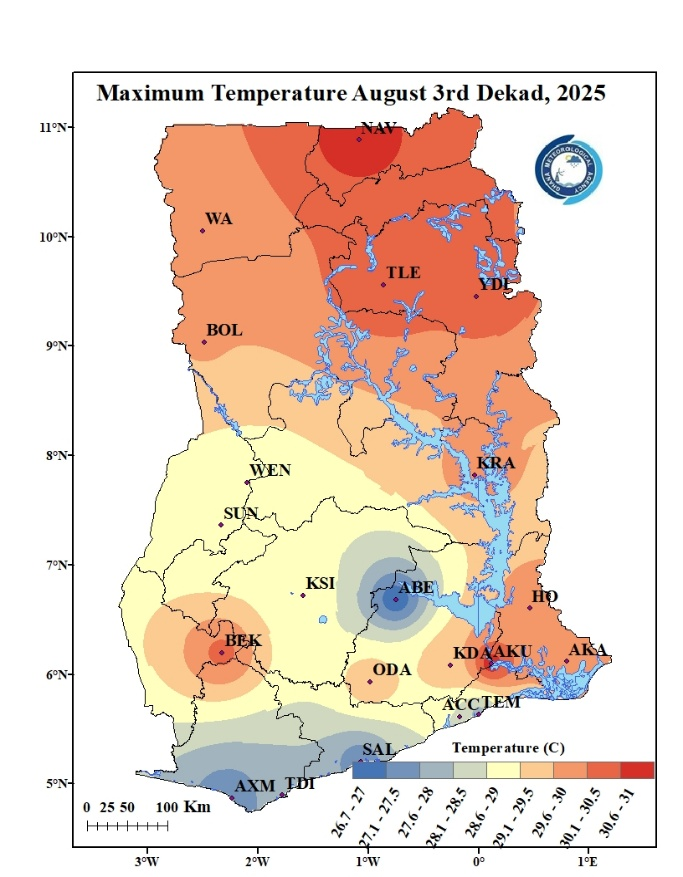 Maximum Temperature August 3rd Dekad, 2025
11°N
NAV
GHANA METEOROLOGICAL AGENCY
WA
10°N
TLE
YDI
BOL
9°N
8°N
KRA
WEN
SUN
7°N
KSI
ABE
HO
BEK
KDA
AKU
AKA
6°N
ODA
ACC
TEM
SAL
Temperature (C)
5°N
AXM
TDI
0 25 50 100 Km
26.7 - 27
27.1 - 27.5
27.6 - 28
28.1 - 28.5
28.6 - 29
29.1 - 29.5
29.6 - 30
30.1 - 30.5
30.6 - 31
3°W 2°W 1°W 0° 1°E